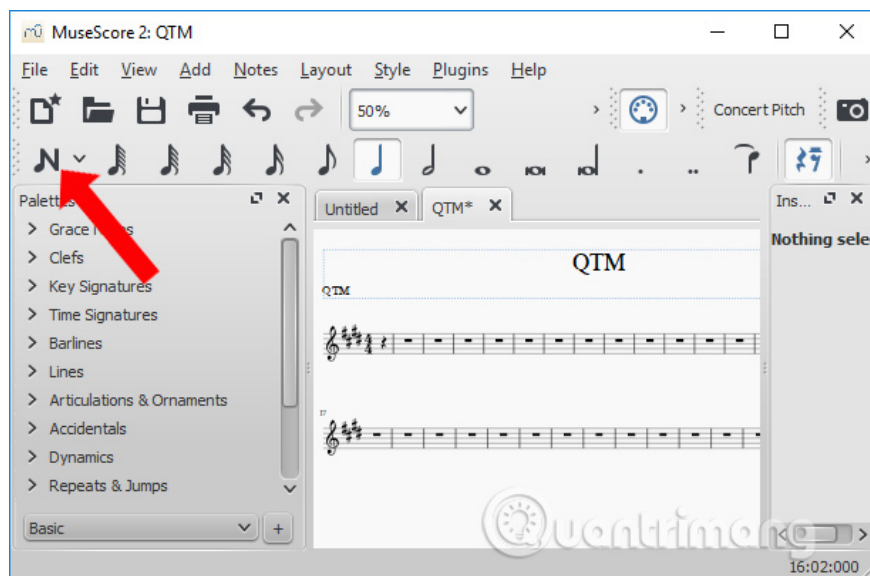 MuseScore 2: QTM
File Edit View Add Notes Layout Style Plugins Help
50%
Concert Pitch
N
Palettes
Ins...
Untitled
QTM*
Grace Notes
Clefs
Key Signatures
Time Signatures
Barlines
Lines
Articulations & Ornaments
Accidentals
Dynamics
Repeats & Jumps
Basic
+
Nothing sele
QTM
QTM
17
Quantrimang
16:02:000